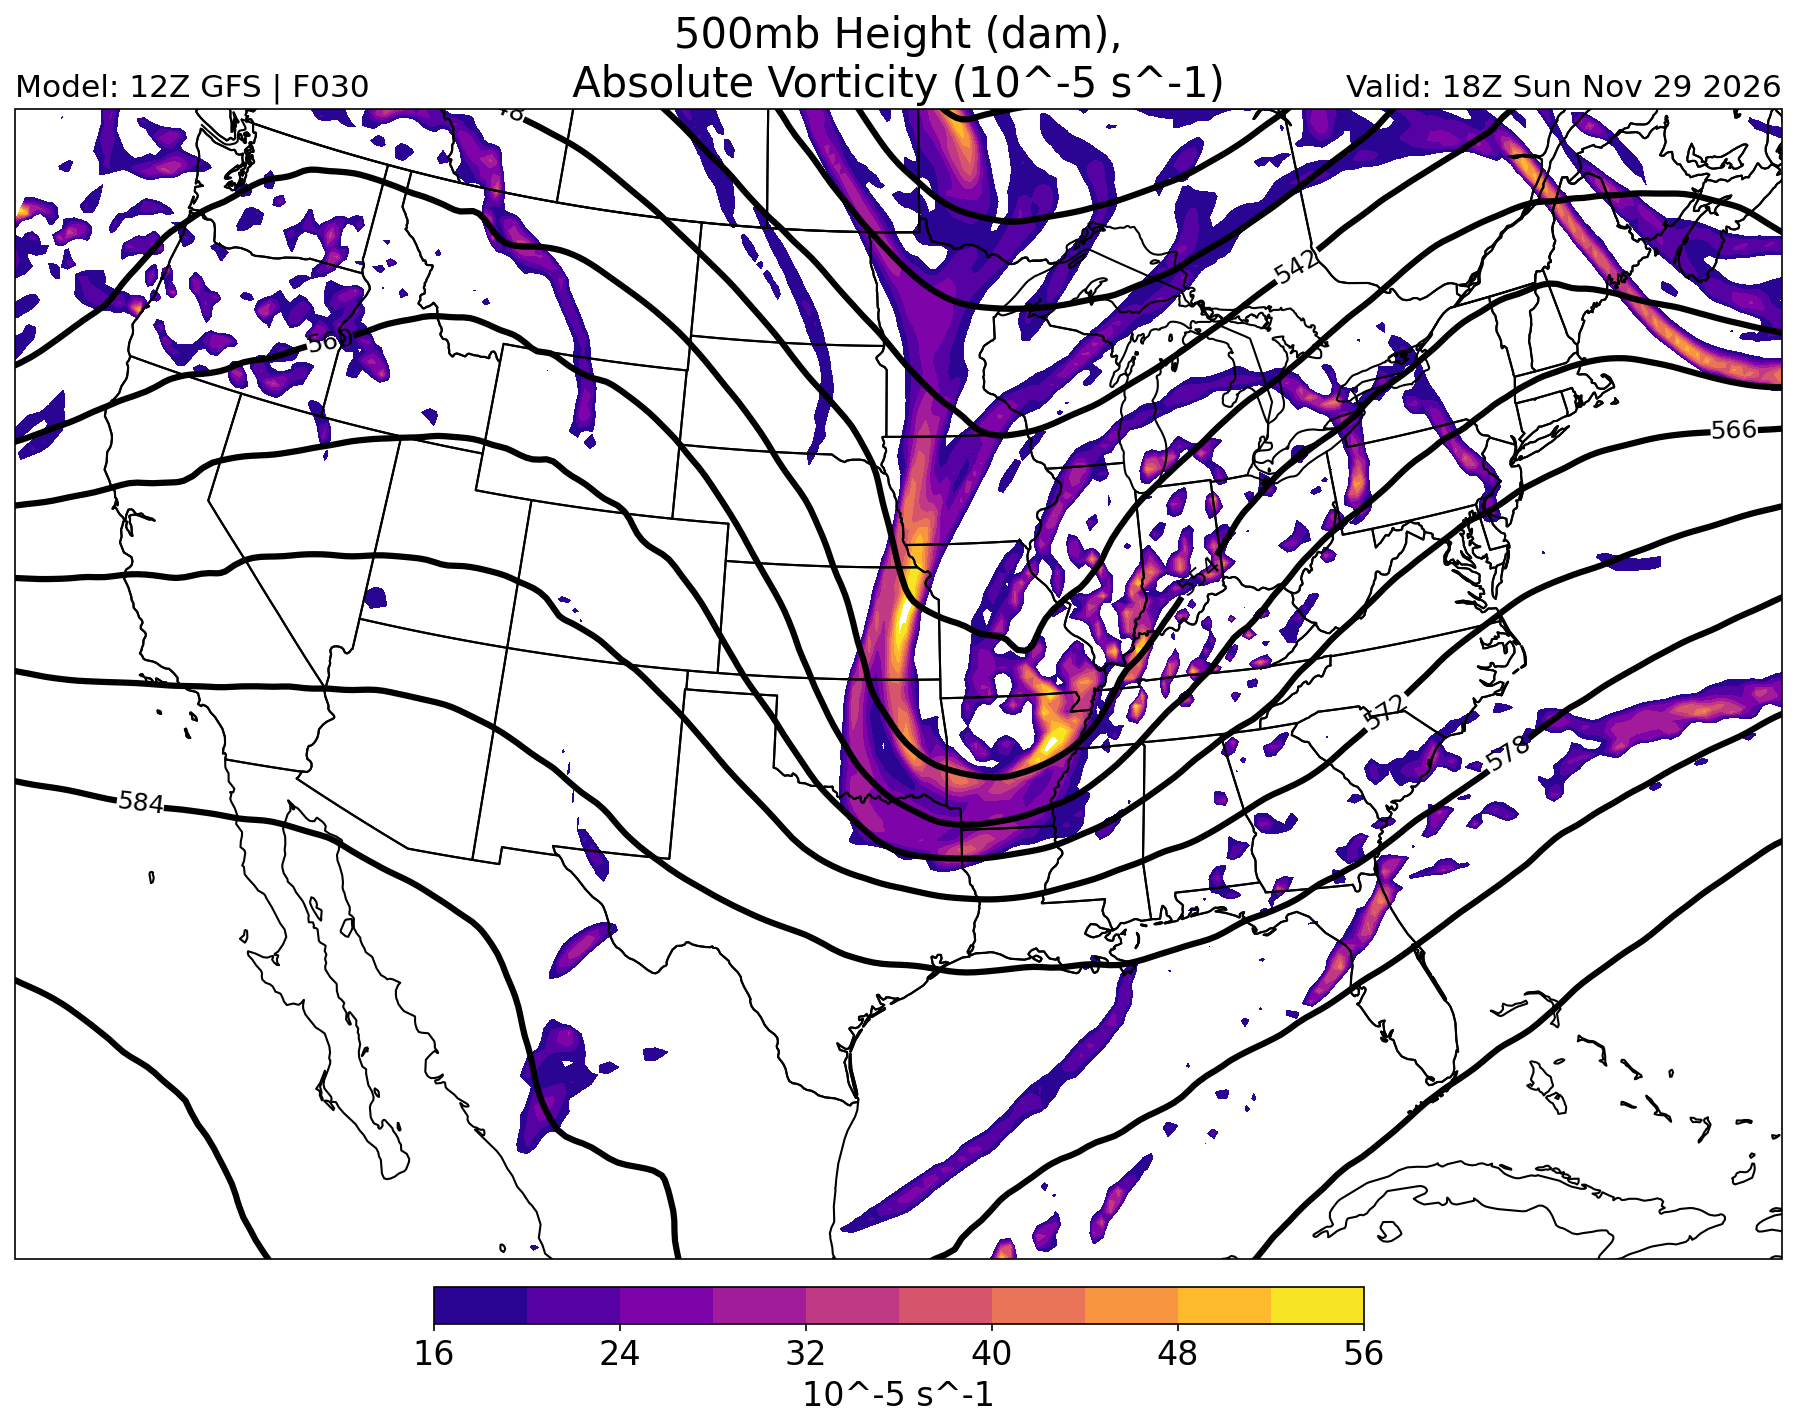 500mb Height (dam),
Model: 12Z GFS | F030
Absolute Vorticity (10^-5 s^-1)
Valid: 18Z Sun Nov 29 2026
542
560
566
554
572
578
584
16 24 32 40 48 56
10^-5 s^-1